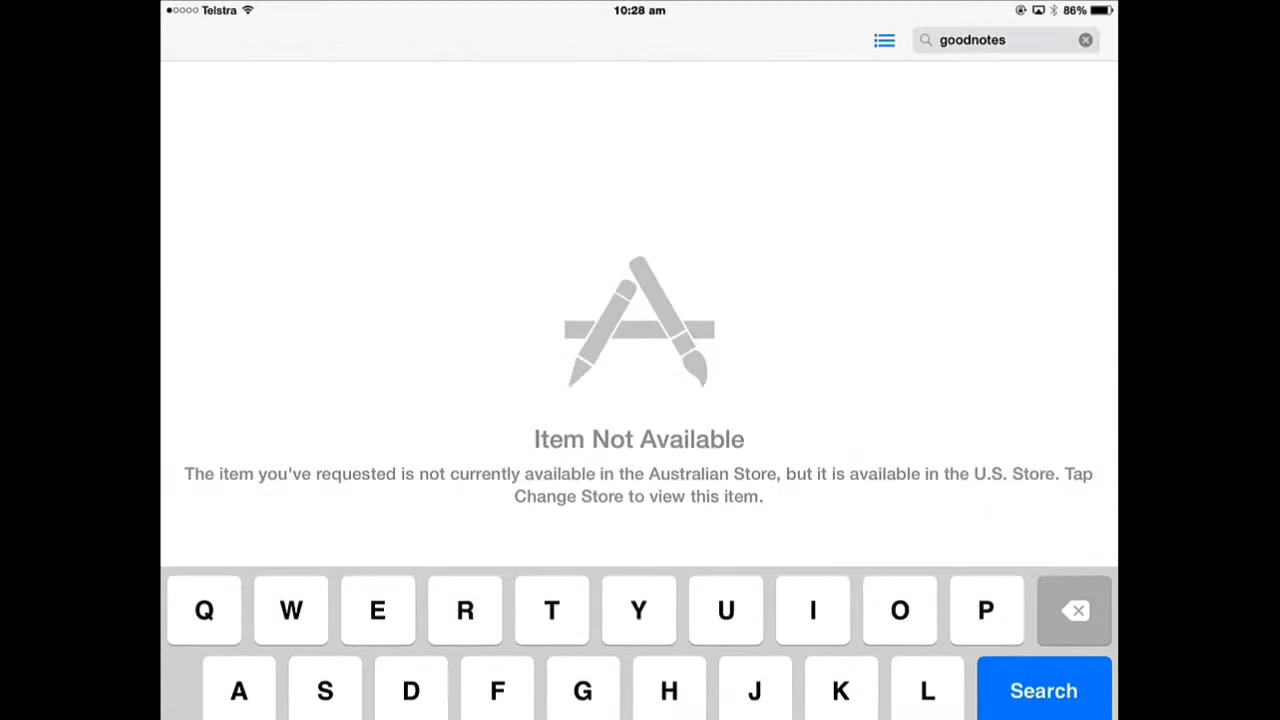 Telstra 10:28 am 86%
goodnotes
Item Not Available
The item you've requested is not currently available in the Australian Store, but it is available in the U.S. Store. Tap
Change Store to view this item.
Q W E R T Y U I O P
A S D F G H J K L Search